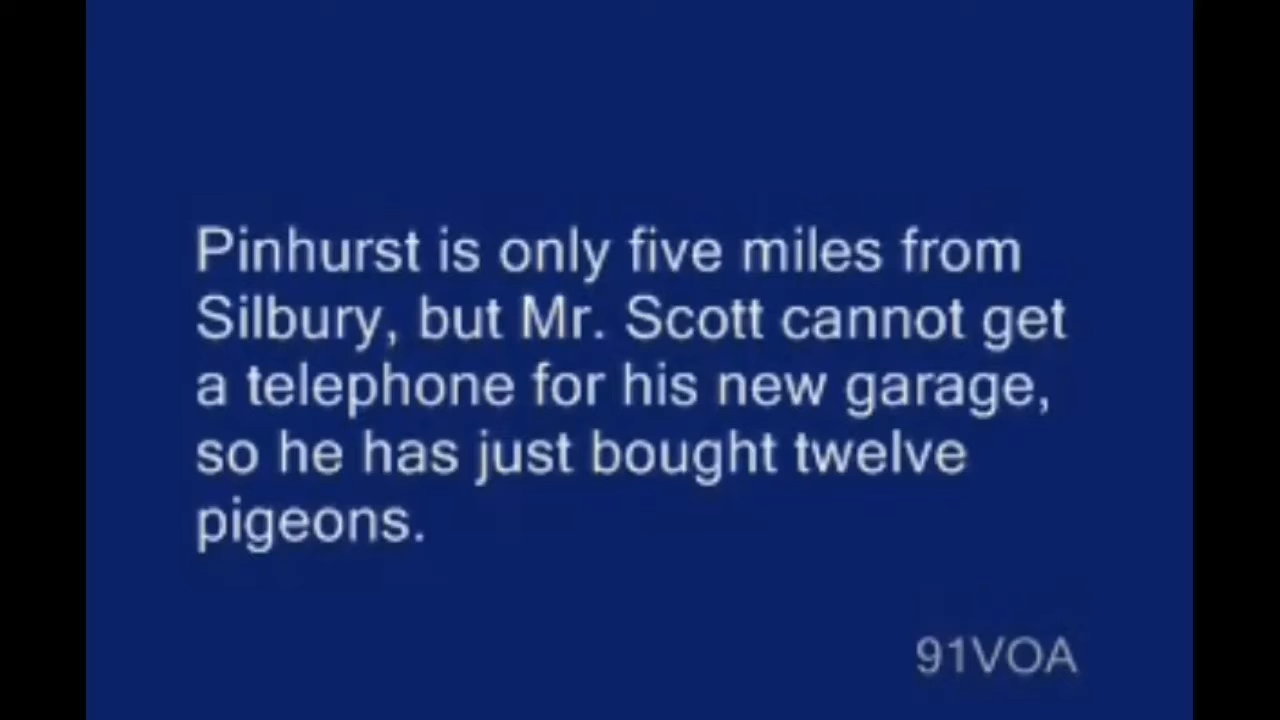 Pinhurst is only five miles from
Silbury, but Mr. Scott cannot get
a telephone for his new garage,
so he has just bought twelve
pigeons.
91VOA